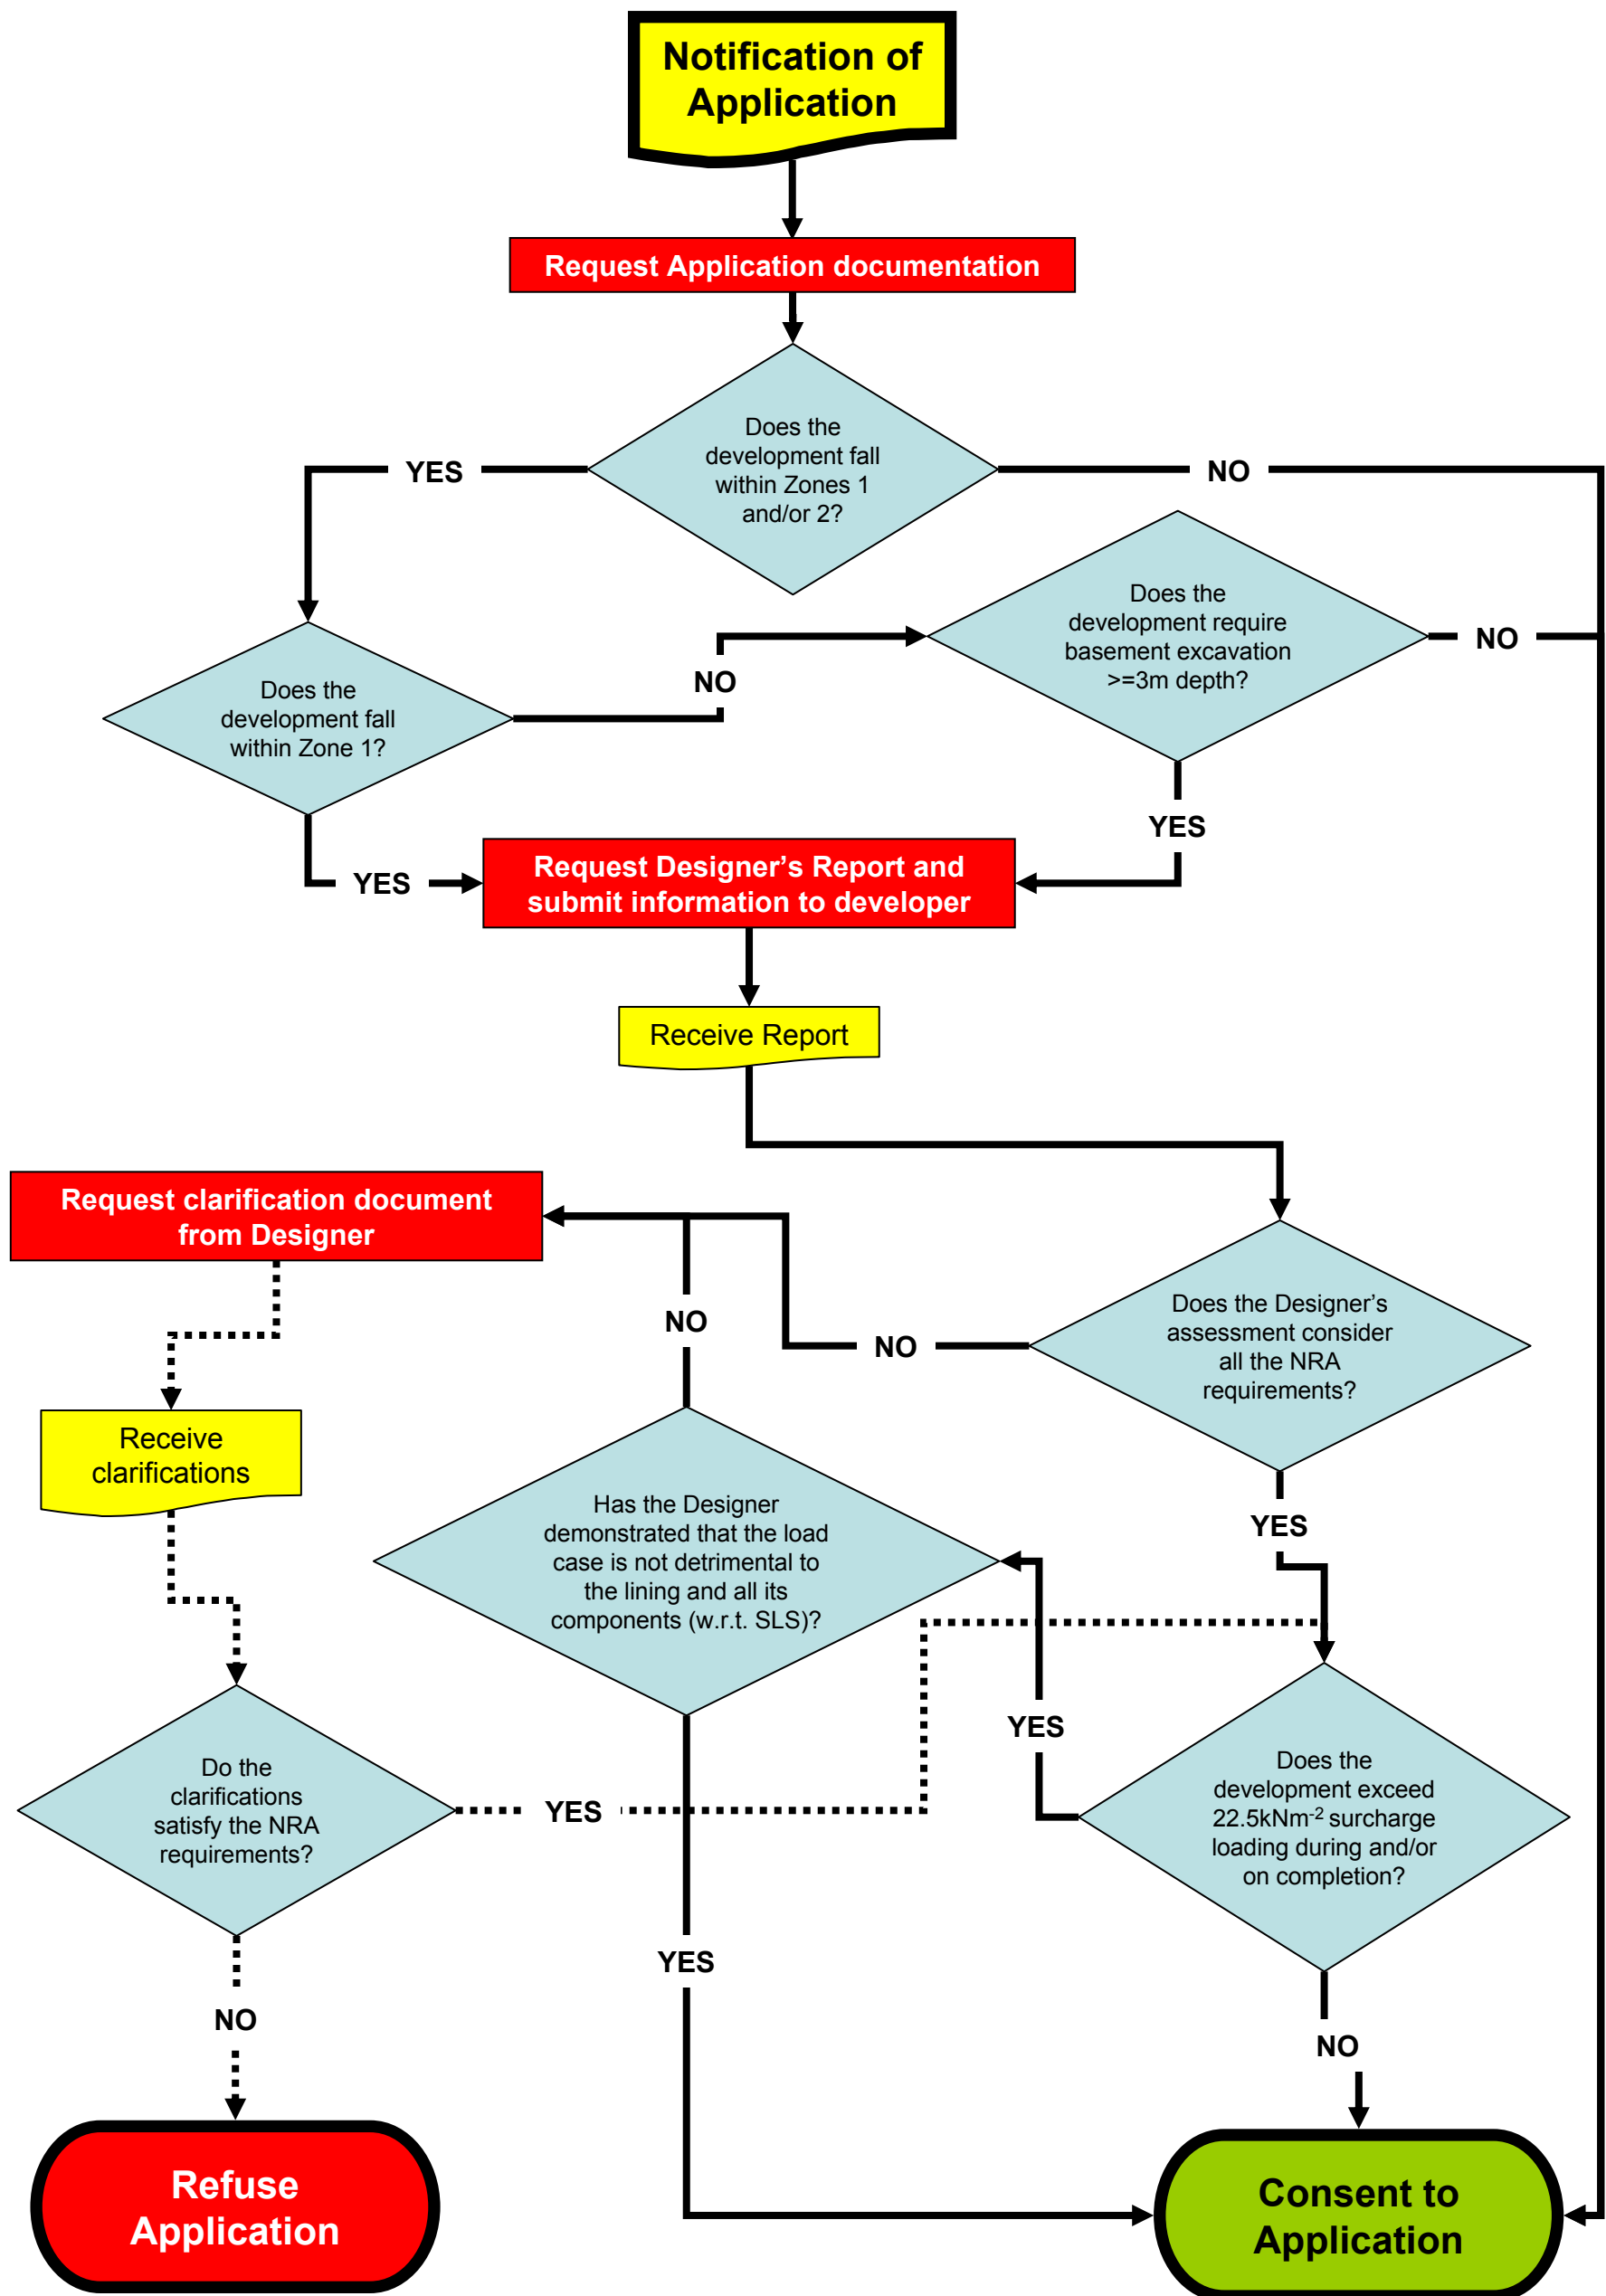 Notification of
Application
Request Application documentation
Does the
development fall
within Zones 1
and/or 2?
YES
NO
Does the
development require
basement excavation
>=3m depth?
NO
NO
Does the
development fall
within Zone 1?
YES
YES
Request Designer’s Report and
submit information to developer
Receive Report
Request clarification document
from Designer
Does the Designer’s
assessment consider
all the NRA
requirements?
NO
NO
Receive
clarifications
Has the Designer
demonstrated that the load
case is not detrimental to
the lining and all its
components (w.r.t. SLS)?
YES
YES
Do the
clarifications
satisfy the NRA
requirements?
YES
Does the
development exceed
22.5kNm-2 surcharge
loading during and/or
on completion?
YES
NO
NO
Refuse
Application
Consent to
Application